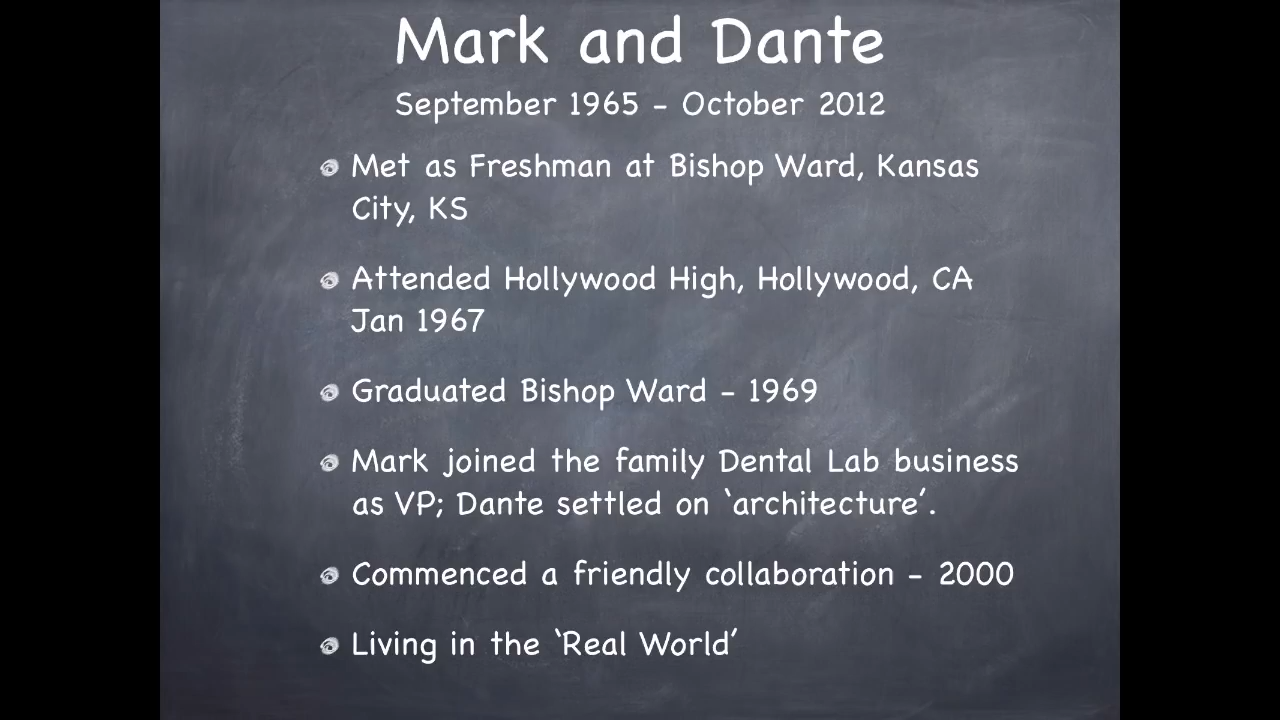 Mark and Dante
September 1965 – October 2012
Met as Freshman at Bishop Ward, Kansas
City, KS
Attended Hollywood High, Hollywood, CA
Jan 1967
Graduated Bishop Ward – 1969
Mark joined the family Dental Lab business
as VP; Dante settled on ‘architecture’.
Commenced a friendly collaboration – 2000
Living in the ‘Real World’